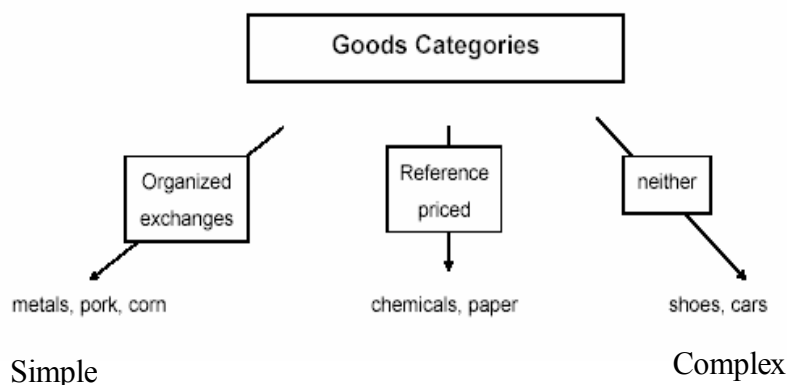 Goods Categories
Organized
exchanges
Reference
priced
neither
metals, pork, corn
chemicals, paper
shoes, cars
Simple
Complex